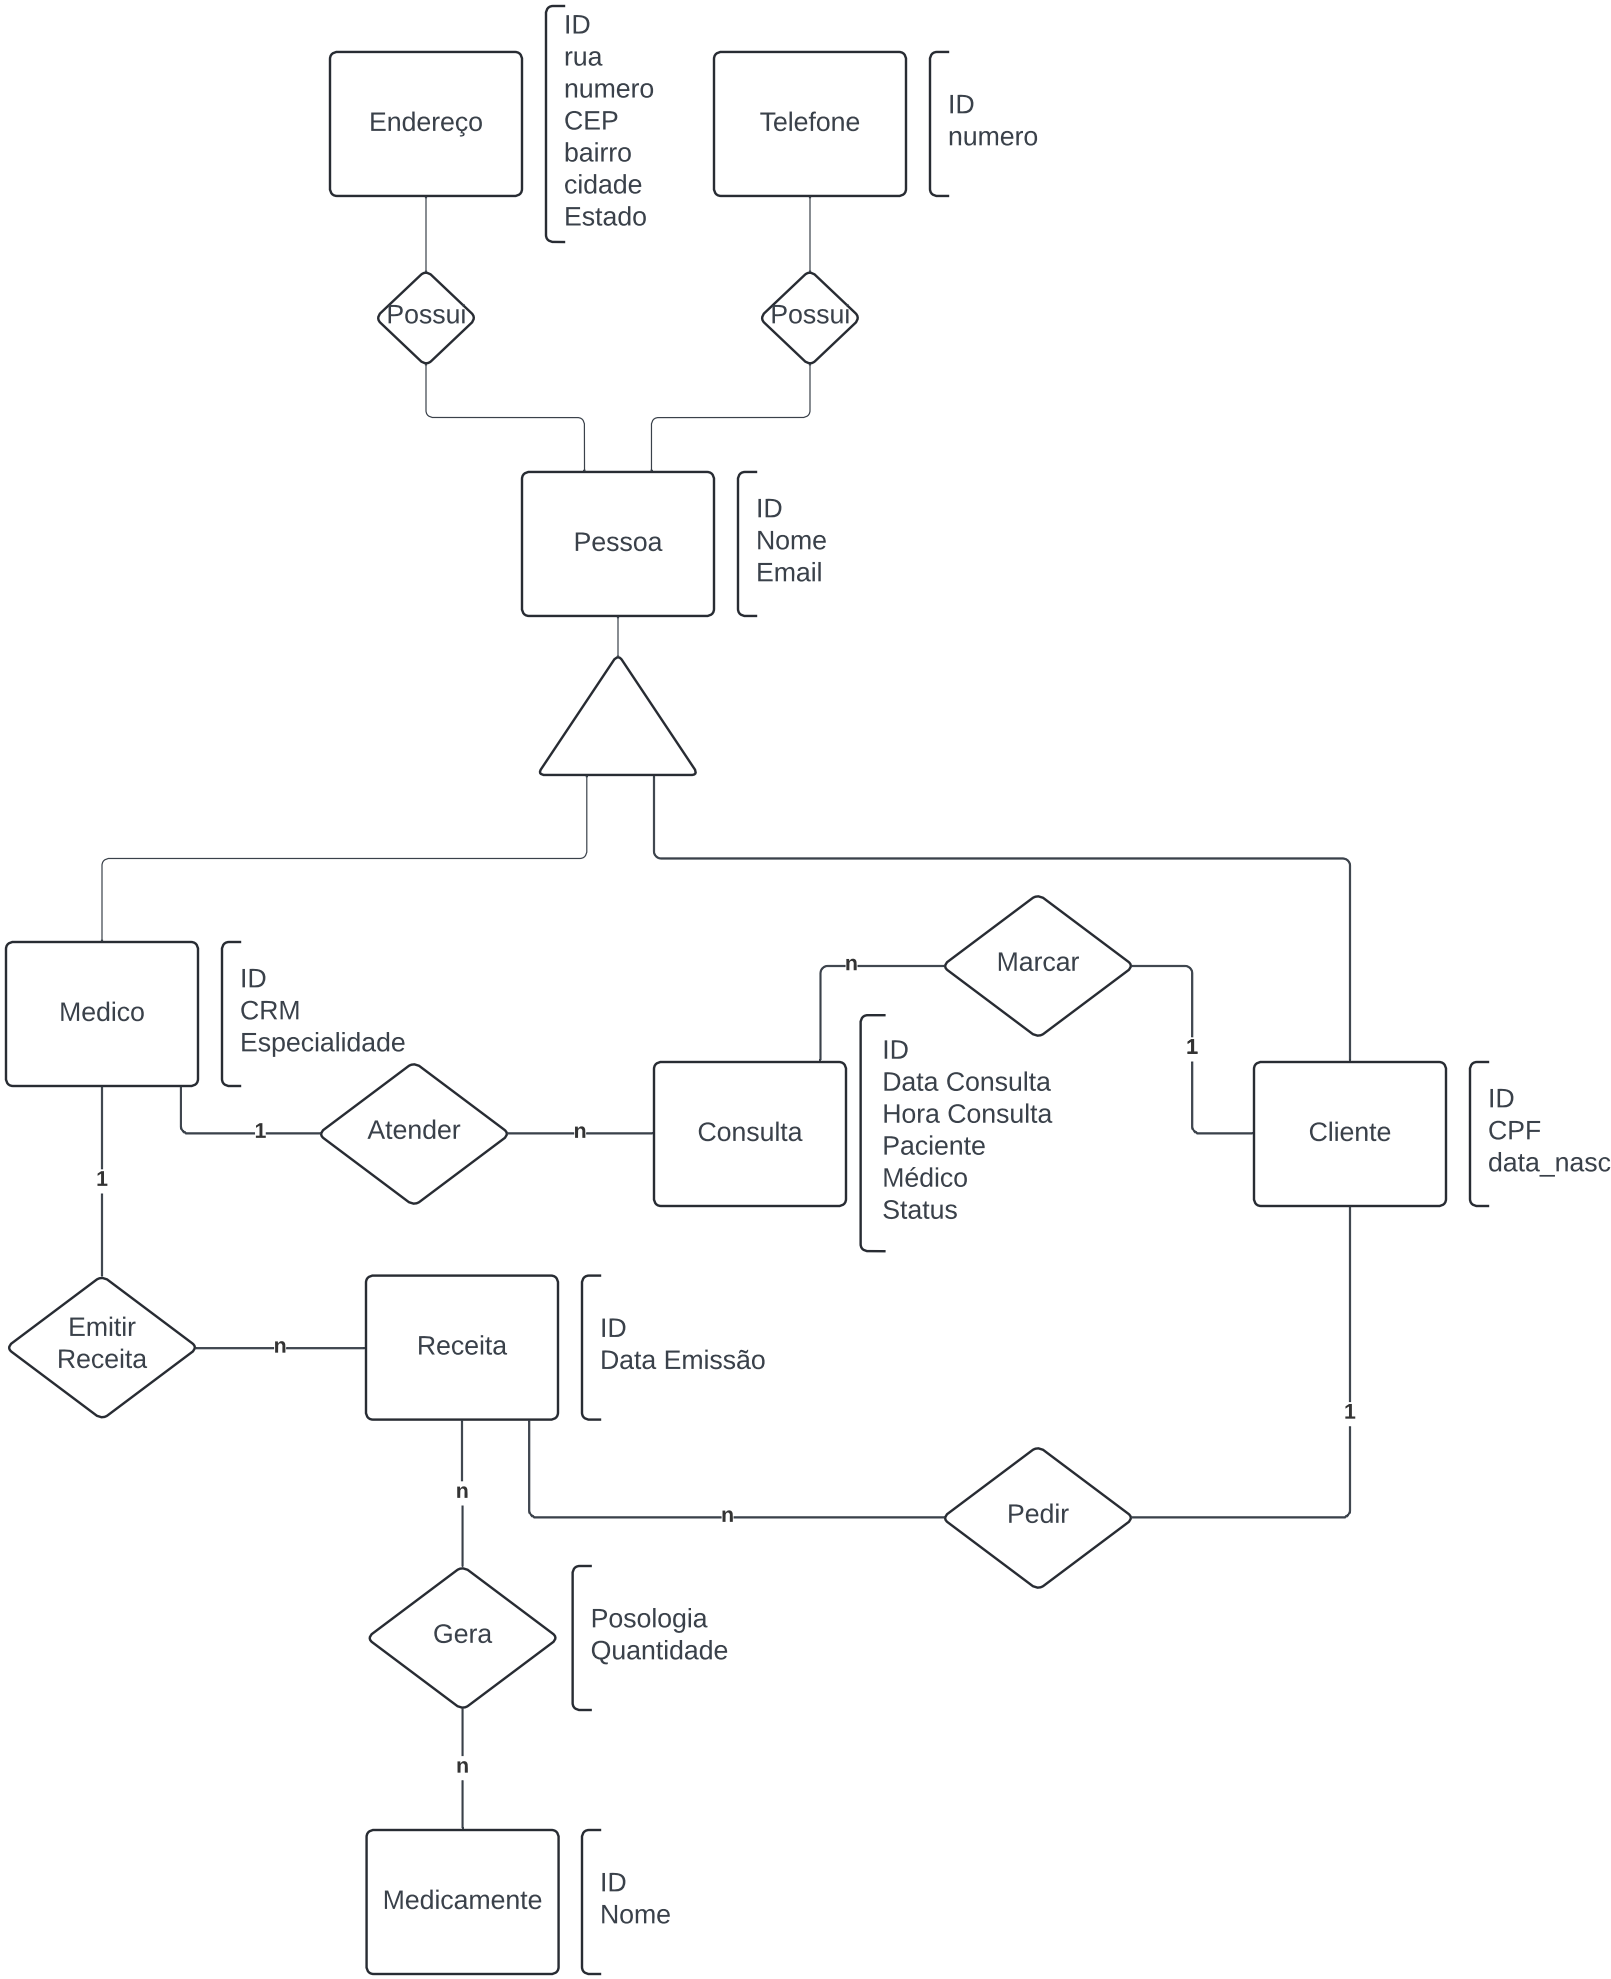 Endereço
ID
rua
numero
CEP
bairro
cidade
Estado
Telefone
ID
numero
Possui
Possui
Pessoa
ID
Nome
Email
Medico
ID
CRM
Especialidade
1
Atender
n
Consulta
ID
Data Consulta
Hora Consulta
Paciente
Médico
Status
n
Marcar
1
Cliente
ID
CPF
data_nasc
1
Emitir
Receita
n
Receita
ID
Data Emissão
n
Pedir
1
n
Gera
Posologia
Quantidade
n
Medicamente
ID
Nome